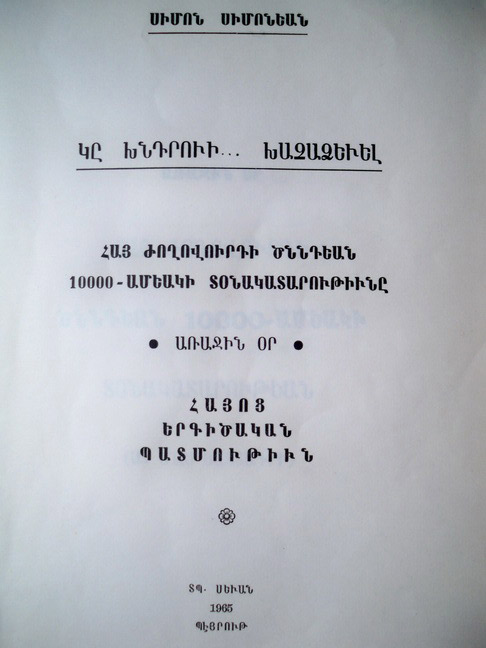 ՍԻՄՈՆ ՍԻՄՈՆԵԱՆ
ԿԸ ԽՆԴՐՈՒԻ... ԽԱՉԱՁԵՒԵԼ
ՀԱՅ ԺՈՂՈՎՈՒՐԴԻ ԾՆՆԴԵԱՆ
10000-ԱՄԵԱԿԻ ՏՕՆԱԿԱՏԱՐՈՒԹԻՒՆԸ
● ԱՌԱՋԻՆ ՕՐ ●
ՀԱՅՈՑ
ԵՐԳԻԾԱԿԱՆ
ՊԱՏՄՈՒԹԻՒՆ
ՏՊ. ՍԵՒԱՆ
1965
ՊԷՅՐՈՒԹ